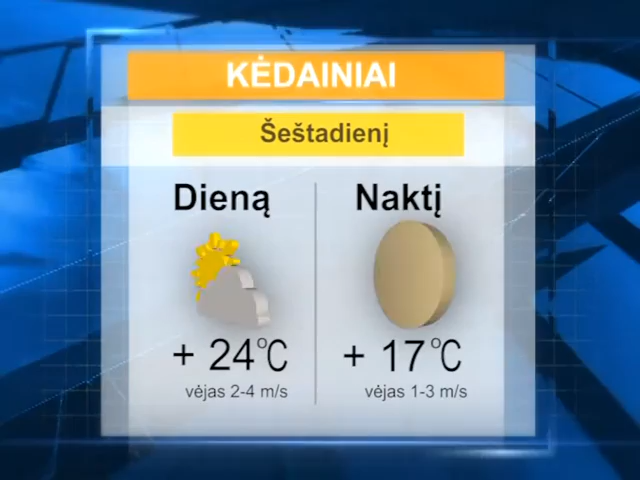 KĖDAINIAI
Šeštadienį
Dieną
Naktį
+ 24°C
+ 17°C
vėjas 2-4 m/s
vėjas 1-3 m/s